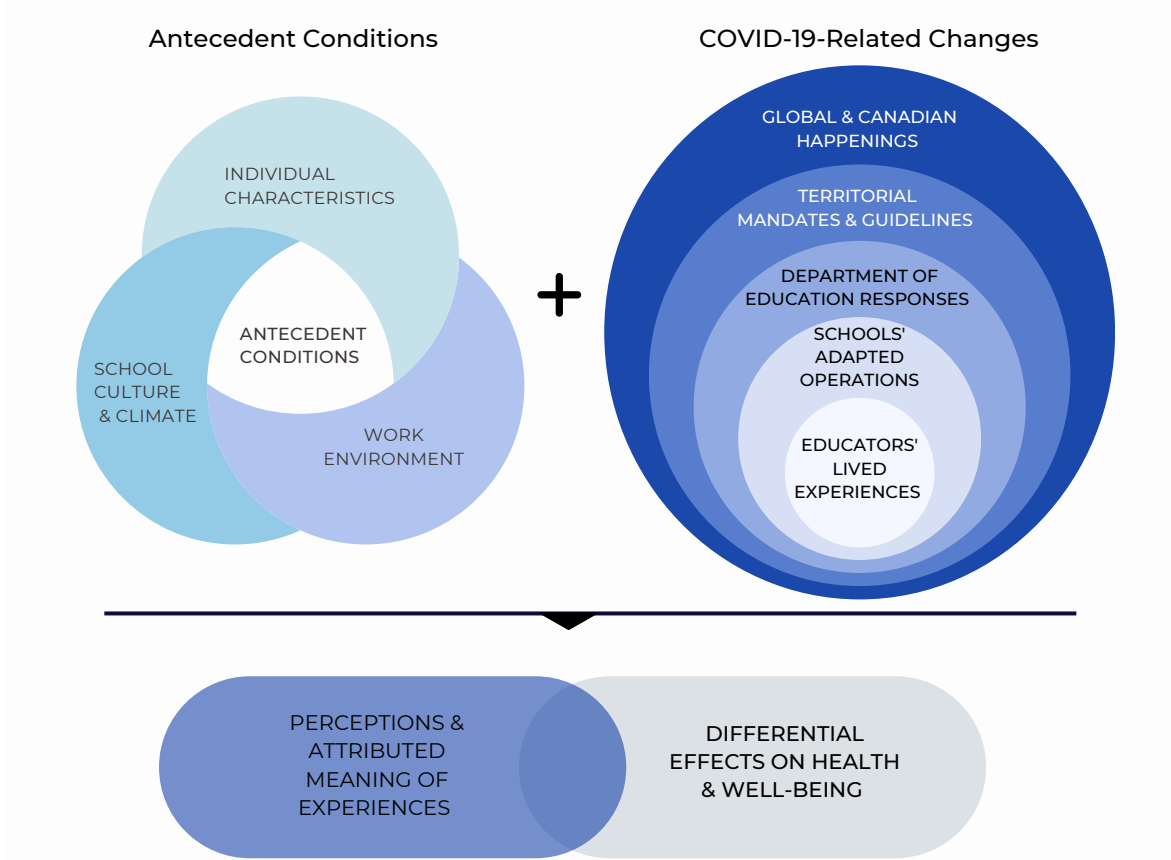 Antecedent Conditions
COVID-19-Related Changes
INDIVIDUAL
CHARACTERISTICS
ANTECEDENT
CONDITIONS
SCHOOL
CULTURE
& CLIMATE
WORK
ENVIRONMENT
+
GLOBAL & CANADIAN
HAPPENINGS
TERRITORIAL
MANDATES & GUIDELINES
DEPARTMENT OF
EDUCATION RESPONSES
SCHOOLS'
ADAPTED
OPERATIONS
EDUCATORS'
LIVED
EXPERIENCES
PERCEPTIONS &
ATTRIBUTED
MEANING OF
EXPERIENCES
DIFFERENTIAL
EFFECTS ON HEALTH
& WELL-BEING